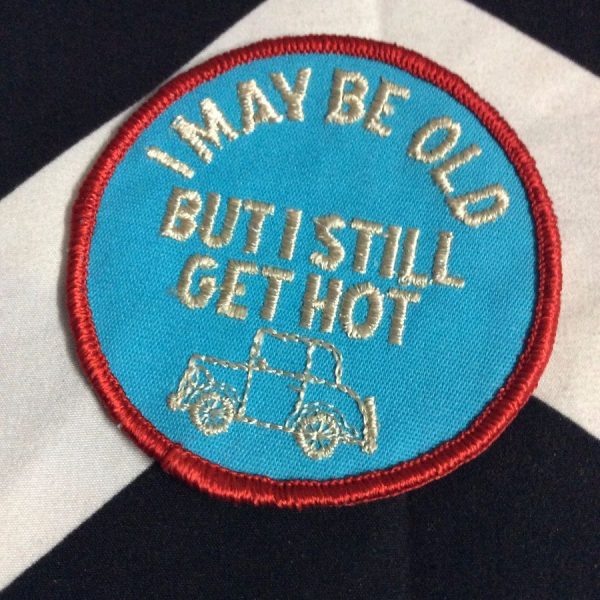 I MAY BE OLD
BUT I STILL
GET HOT